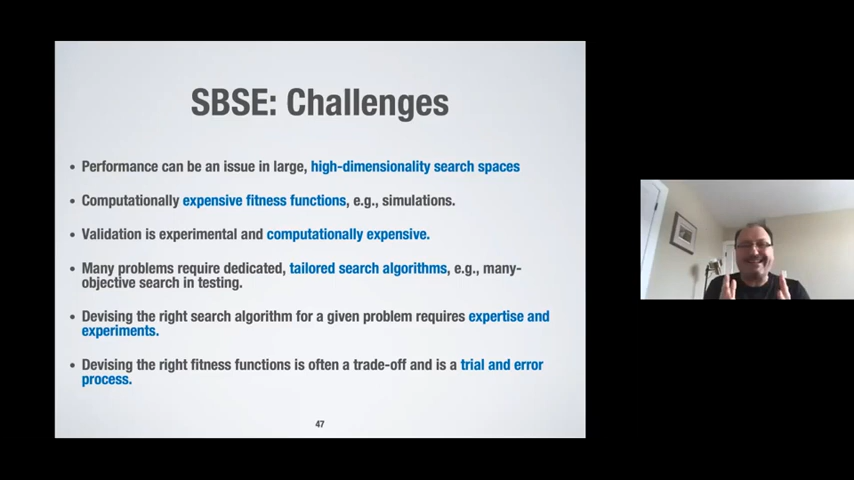 SBSE: Challenges
• Performance can be an issue in large, high-dimensionality search spaces
• Computationally expensive fitness functions, e.g., simulations.
• Validation is experimental and computationally expensive.
• Many problems require dedicated, tailored search algorithms, e.g., many-
objective search in testing.
• Devising the right search algorithm for a given problem requires expertise and
experiments.
• Devising the right fitness functions is often a trade-off and is a trial and error
process.
47